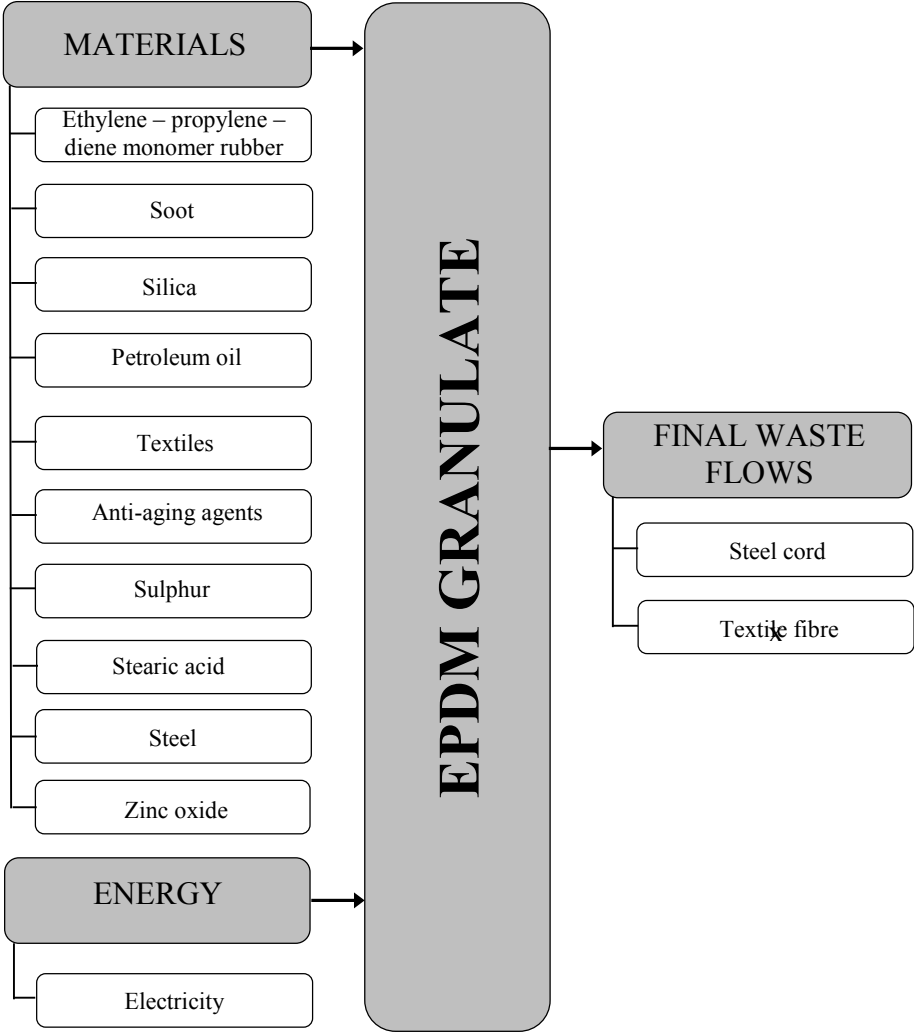 MATERIALS
Ethylene – propylene –
diene monomer rubber
Soot
Silica
Petroleum oil
Textiles
Anti-aging agents
Sulphur
Stearic acid
Steel
Zinc oxide
ENERGY
Electricity
EPDM GRANULATE
FINAL WASTE
FLOWS
Steel cord
Textile fibre
x